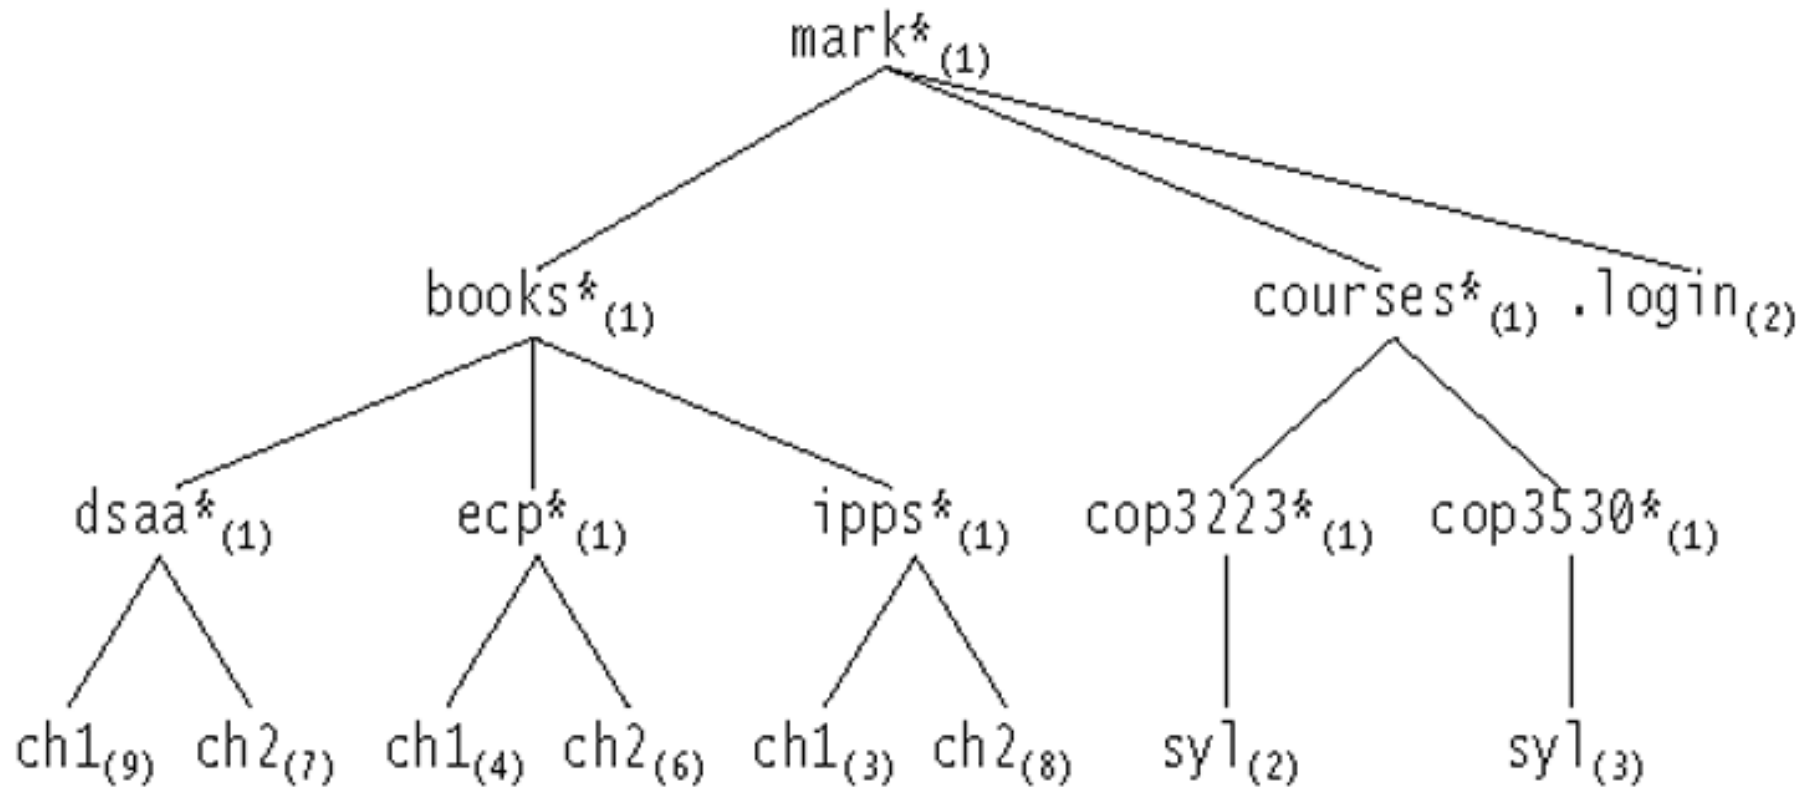 mark*(1)
books*(1) courses*(1) .login(2)
dsaa*(1) ecp*(1) ipps*(1) cop3223*(1) cop3530*(1)
ch1(9) ch2(7) ch1(4) ch2(6) ch1(3) ch2(8) syl(2) syl(3)